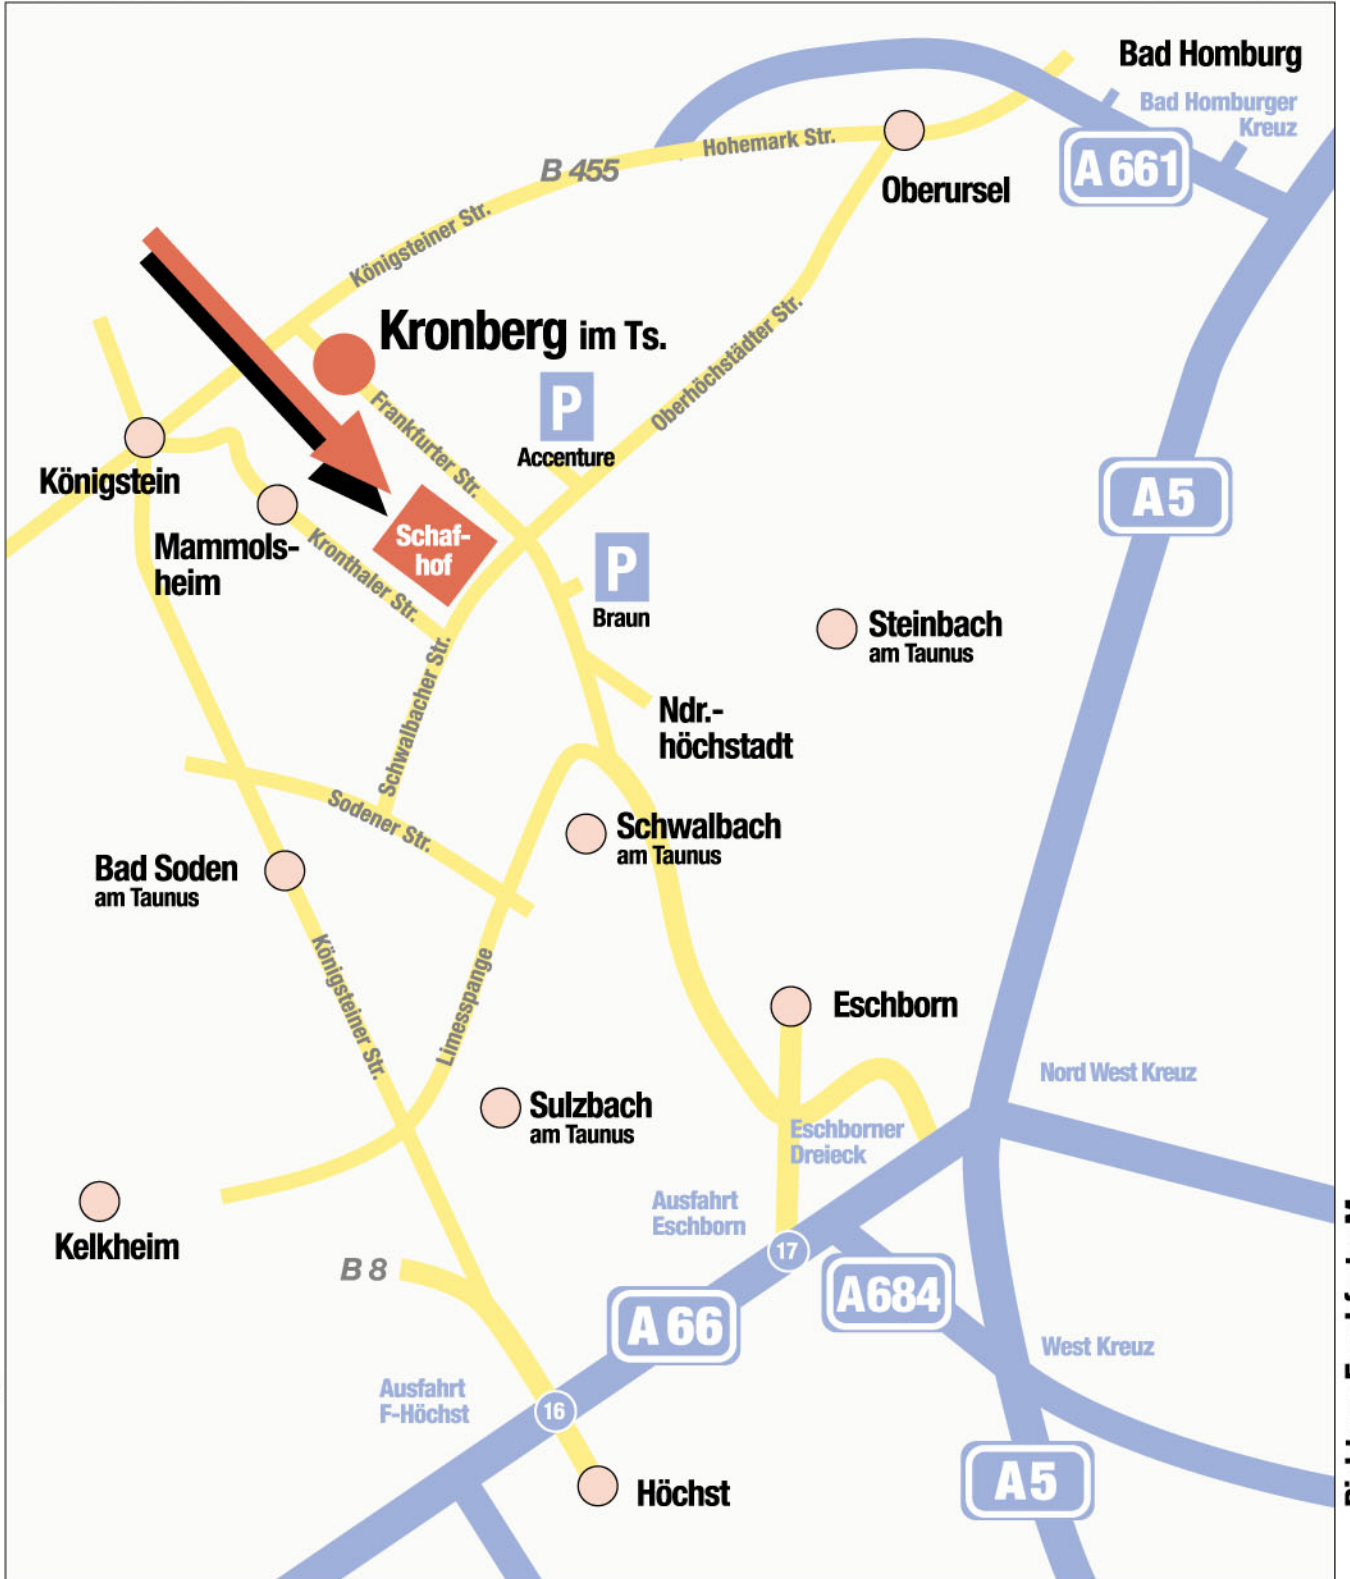 Bad Homburg
Bad Homburger
Kreuz
A 661
Hohemark Str.
B 455
Oberursel
Königsteiner Str.
Kronberg im Ts.
Oberhöchstädter Str.
P
Accenture
Frankfurter Str.
Königstein
A5
Schaf-
hof
Mammols-
heim
Kronthaler Str.
P
Braun
Steinbach
am Taunus
Schwalbacher Str.
Ndr.-
höchstadt
Sodener Str.
Schwalbach
am Taunus
Bad Soden
am Taunus
Königsteiner Str.
Limesspange
Eschborn
Nord West Kreuz
Sulzbach
am Taunus
Eschborner
Dreieck
Ausfahrt
Eschborn
Kelkheim
17
B 8
A684
A 66
West Kreuz
Ausfahrt
F-Höchst
16
A5
Höchst